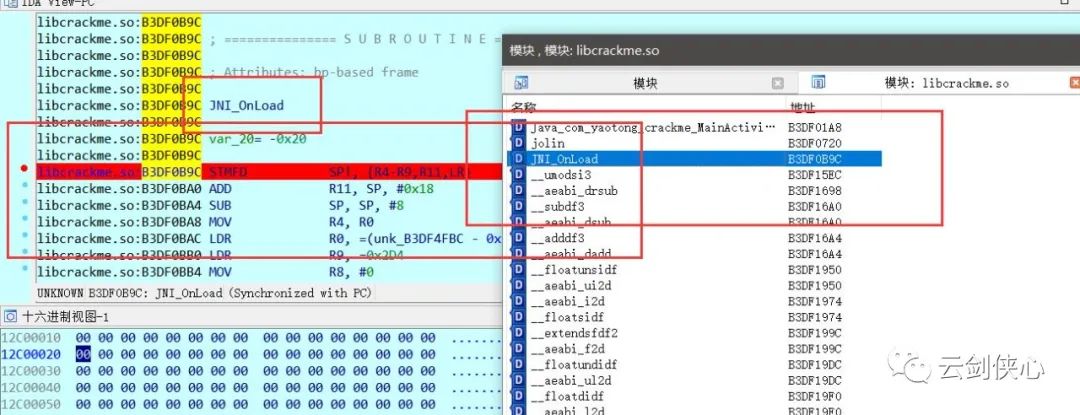 IDA View-PC
libcrackme.so:B3DF0B9C
libcrackme.so:B3DF0B9C ; =============== S U B R O U T I N E =
libcrackme.so:B3DF0B9C
libcrackme.so:B3DF0B9C ; Attributes: bp-based frame
libcrackme.so:B3DF0B9C
libcrackme.so:B3DF0B9C JNI_OnLoad
libcrackme.so:B3DF0B9C
libcrackme.so:B3DF0B9C var_20= -0x20
libcrackme.so:B3DF0B9C
libcrackme.so:B3DF0B9C STMFD SP!, {R4-R9,R11,LR}
libcrackme.so:B3DF0BA0 ADD R11, SP, #0x18
libcrackme.so:B3DF0BA4 SUB SP, SP, #8
libcrackme.so:B3DF0BA8 MOV R4, R0
libcrackme.so:B3DF0BAC LDR R0, =(unk_B3DF4FBC - 0x
libcrackme.so:B3DF0BB0 LDR R9, =0x2D4
libcrackme.so:B3DF0BB4 MOV R8, #0
UNKNOWN B3DF0B9C: JNI_OnLoad (Synchronized with PC)
十六进制视图-1
12C00010 00 00 00 00 00 00 00 00 00 00 00 00 00 00 00 00 .......
12C00020 00 00 00 00 00 00 00 00 00 00 00 00 00 00 00 00 .......
12C00030 00 00 00 00 00 00 00 00 00 00 00 00 00 00 00 00 .......
12C00040 00 00 00 00 00 00 00 00 00 00 00 00 00 00 00 00 .......
12C00050 00 00 00 00 00 00 00 00 00 00 00 00 00 00 00 00 .......
模块 , 模块: libcrackme.so
模块 模块: libcrackme.so
名称 地址
java_com_yaotong_crackme_MainActivi… B3DF01A8
jolin B3DF0720
JNI_OnLoad B3DF0B9C
__umodsi3 B3DF15EC
__aeabi_drsub B3DF1698
__subdf3 B3DF16A0
__aeabi_dsub B3DF16A0
__adddf3 B3DF16A4
__aeabi_dadd B3DF16A4
__floatunsidf B3DF1950
__aeabi_ui2d B3DF1950
__aeabi_i2d B3DF1974
__floatsidf B3DF1974
__extendsfdf2 B3DF199C
__aeabi_f2d B3DF199C
__floatundidf B3DF19DC
__aeabi_ul2d B3DF19DC
__floatdidf B3DF19F0
__aeabi_l2d B3DF19F0
云剑侠心